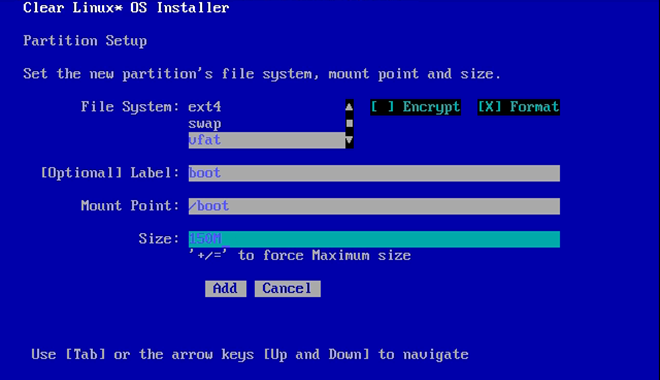 Clear Linux* OS Installer
Partition Setup
Set the new partition's file system, mount point and size.
File System: ext4 [ ] Encrypt [X] Format
swap
vfat
[Optional] Label: boot
Mount Point: /boot
Size: 150M_
'+/=' to force Maximum size
Add Cancel
Use [Tab] or the arrow keys [Up and Down] to navigate